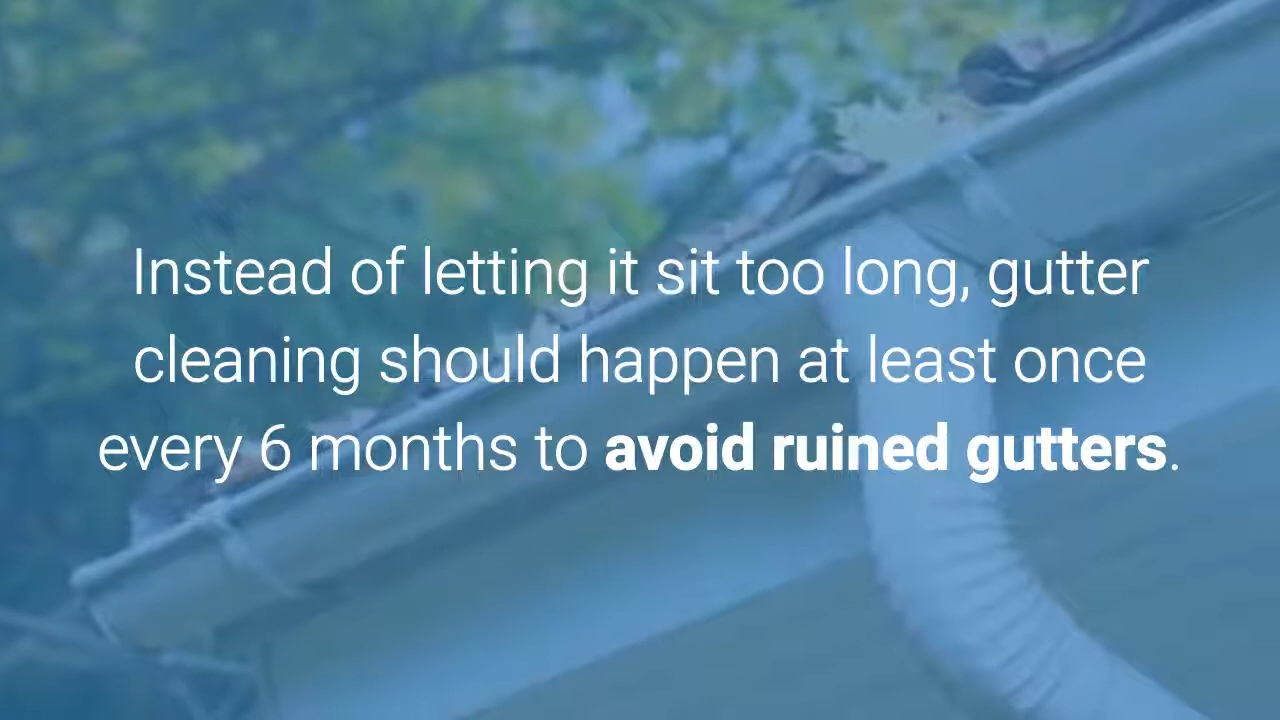 Instead of letting it sit too long, gutter
cleaning should happen at least once
every 6 months to avoid ruined gutters.